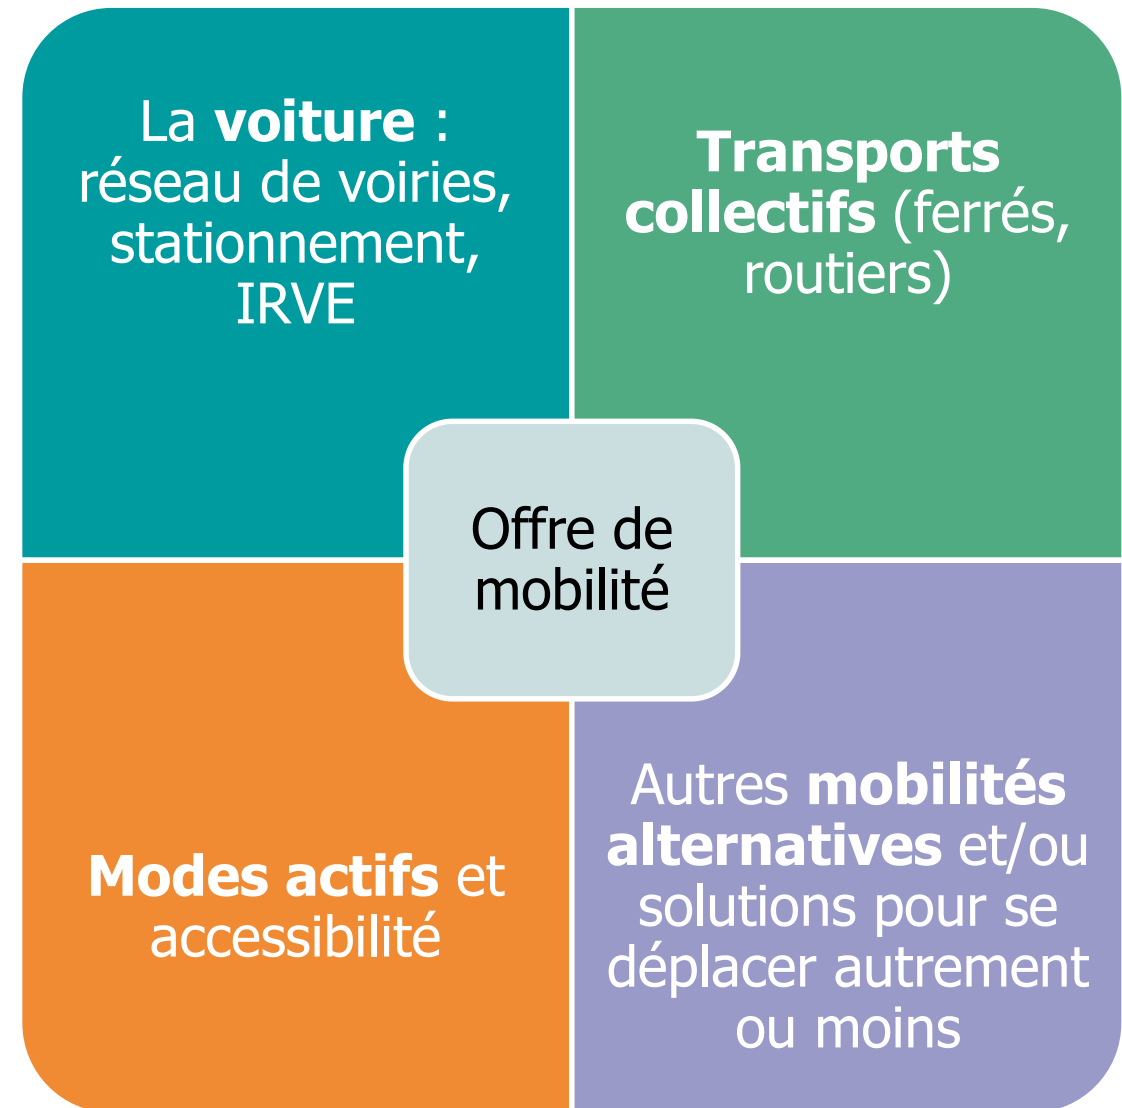 La voiture :
réseau de voiries,
stationnement,
IRVE
Transports
collectifs (ferrés,
routiers)
Offre de
mobilité
Modes actifs et
accessibilité
Autres mobilités
alternatives et/ou
solutions pour se
déplacer autrement
ou moins